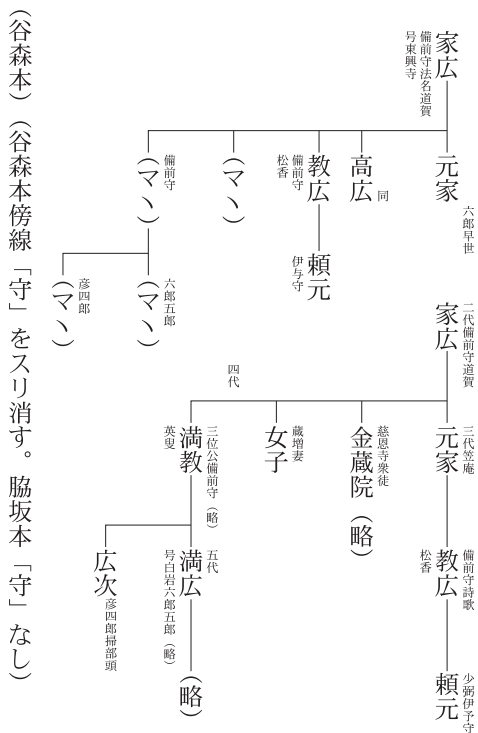 家広
備前守法名道賀
号東興寺
元家
六郎早世
高広
同
教広
備前守
松香
頼元
伊与守
(マヽ)
(マヽ)
備前守
(マヽ)
六郎五郎
(マヽ)
彦四郎
家広
二代備前守道賀
元家
三代笠庵
教広
備前守詩歌
松香
頼元
少弼伊予守
金蔵院(略)
慈恩寺衆徒
女子
蔵増妻
四代
満教
三位公備前守(略)
英叟
満広
五代
号白岩六郎五郎(略)
(略)
広次
彦四郎掃部頭
(谷森本)(谷森本傍線「守」をスリ消す。脇坂本「守」なし)